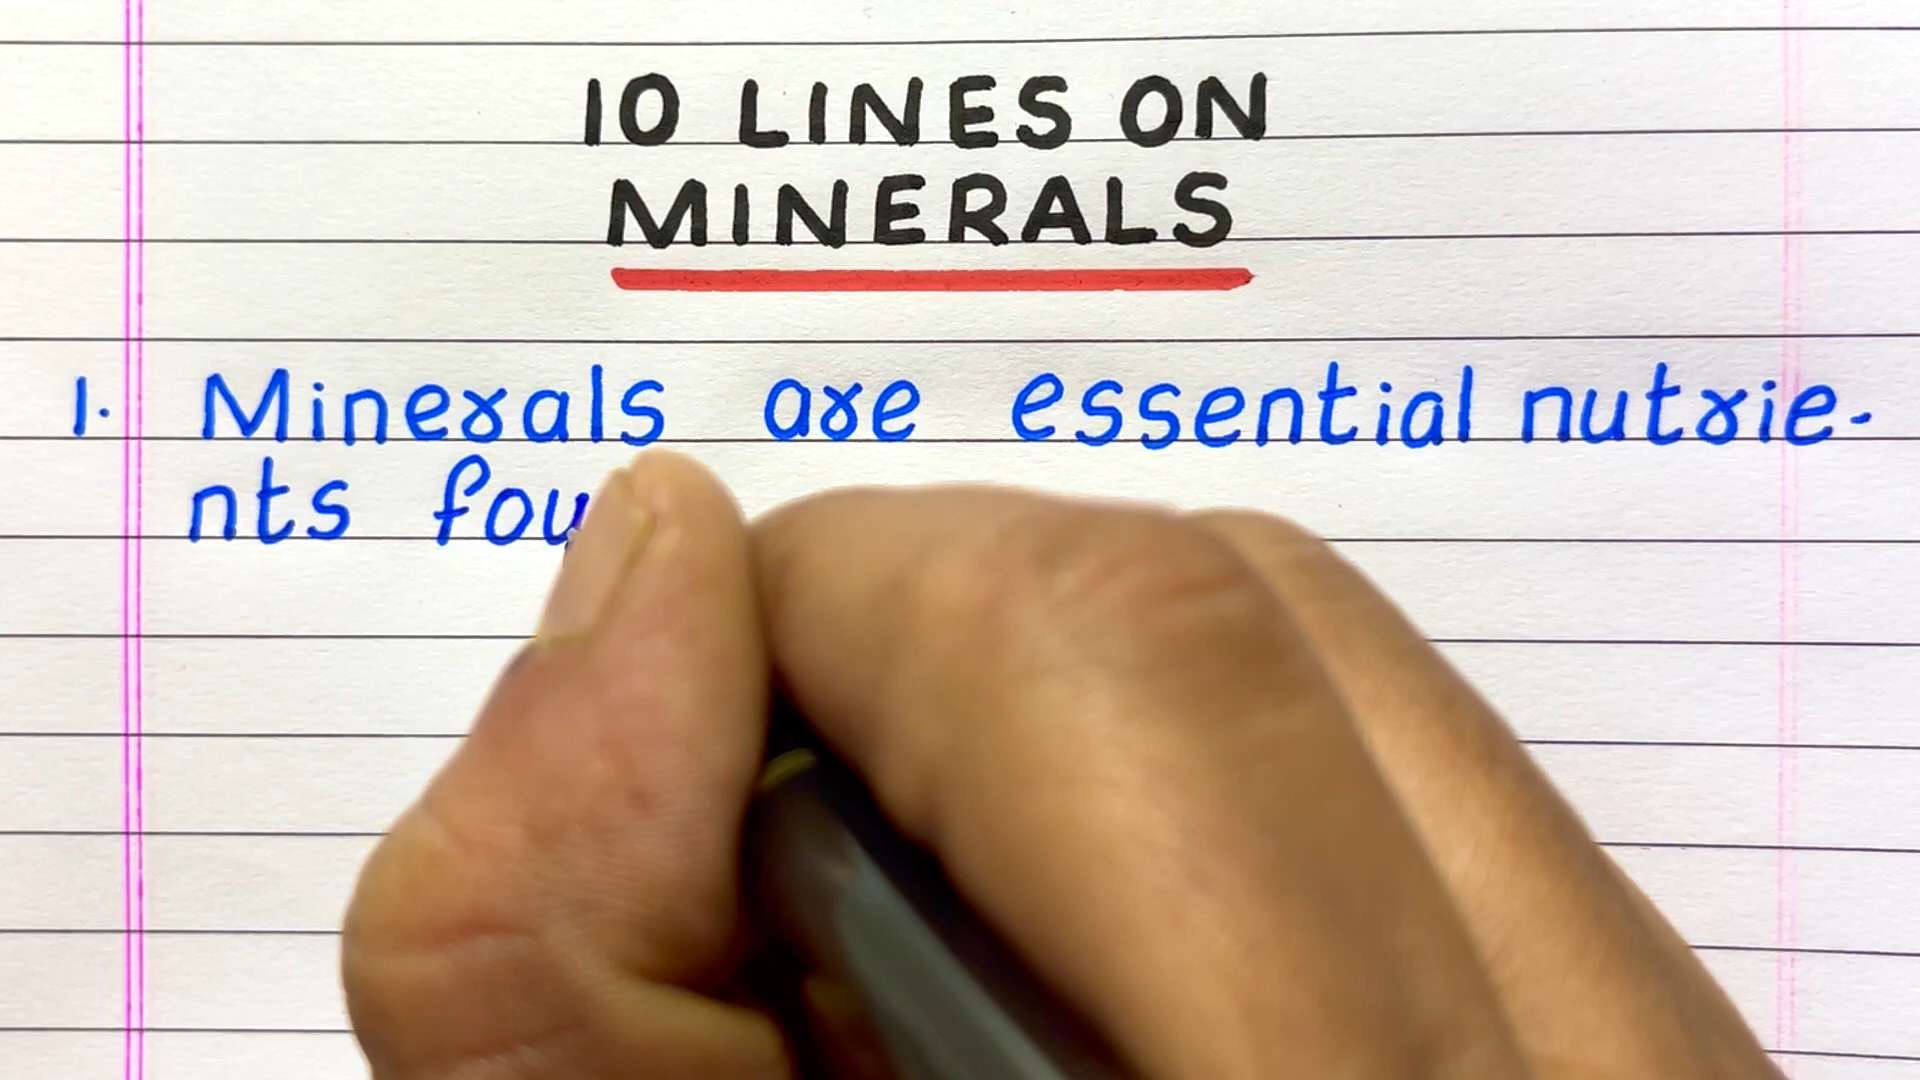 10 LINES ON
MINERALS
1. Minerals are essential nutrie-
nts fou